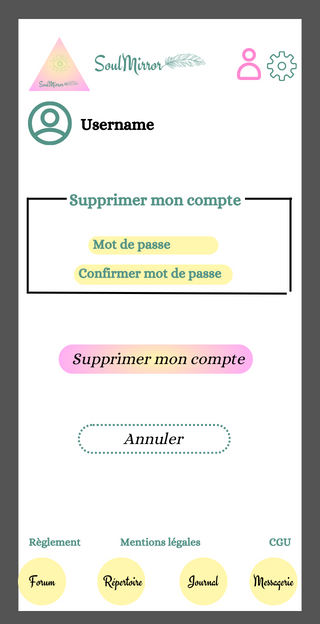 SoulMirror
SoulMirror
Username
Supprimer mon compte
Mot de passe
Confirmer mot de passe
Supprimer mon compte
Annuler
Règlement Mentions légales CGU
Forum Répertoire Journal Messagerie